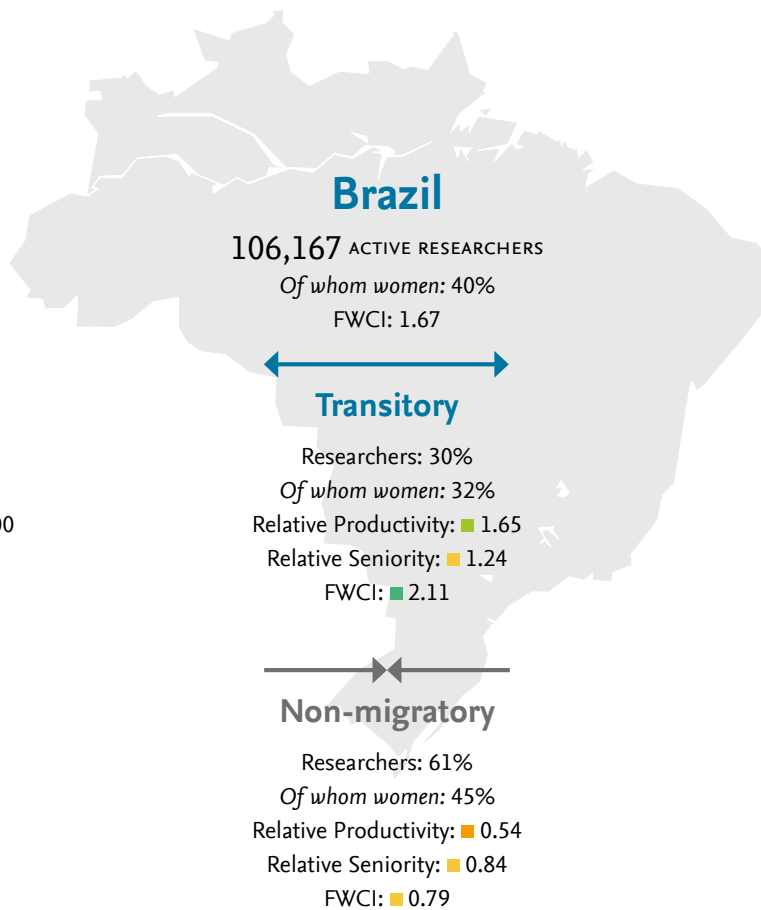 Brazil
106,167 ACTIVE RESEARCHERS
Of whom women: 40%
FWCI: 1.67
Transitory
Researchers: 30%
Of whom women: 32%
00
Relative Productivity: 1.65
Relative Seniority: 1.24
FWCI: 2.11
Non-migratory
Researchers: 61%
Of whom women: 45%
Relative Productivity: 0.54
Relative Seniority: 0.84
FWCI: 0.79